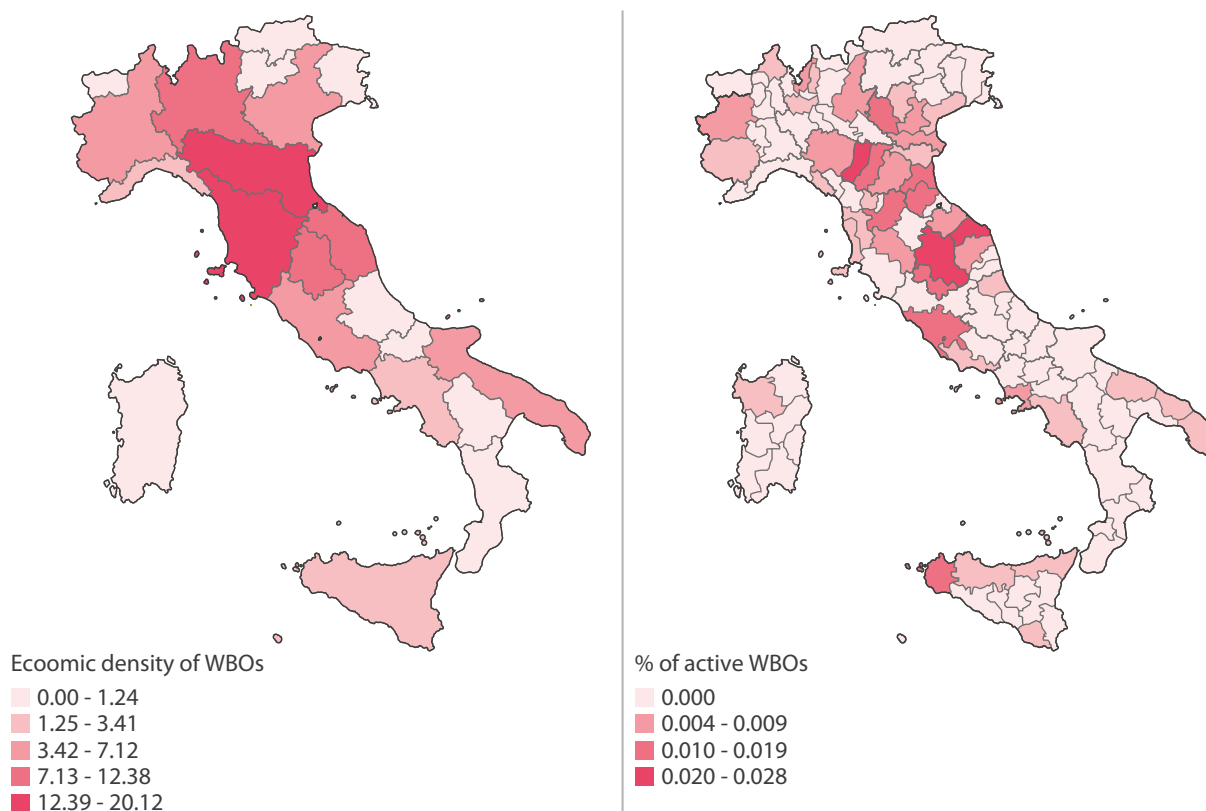 Ecoomic density of WBOs
0.00 - 1.24
1.25 - 3.41
3.42 - 7.12
7.13 - 12.38
12.39 - 20.12
% of active WBOs
0.000
0.004 - 0.009
0.010 - 0.019
0.020 - 0.028